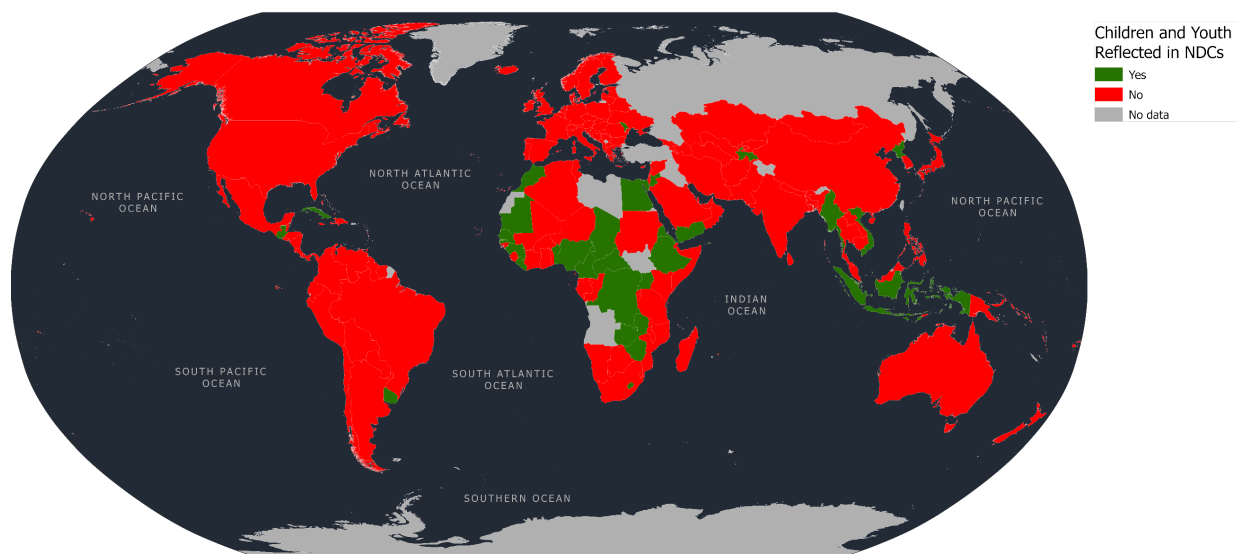 Children and Youth
Reflected in NDCs
Yes
No
No data
NORTH ATLANTIC
OCEAN
NORTH PACIFIC
OCEAN
NORTH PACIFIC
OCEAN
INDIAN
OCEAN
SOUTH PACIFIC
OCEAN
SOUTH ATLANTIC
OCEAN
SOUTHERN OCEAN